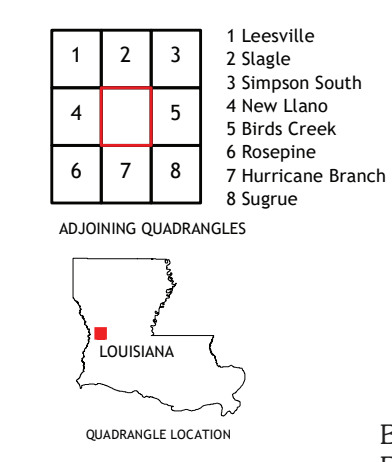 1 2 3
4 5
6 7 8
1 Leesville
2 Slagle
3 Simpson South
4 New Llano
5 Birds Creek
6 Rosepine
7 Hurricane Branch
8 Sugrue
ADJOINING QUADRANGLES
LOUISIANA
QUADRANGLE LOCATION